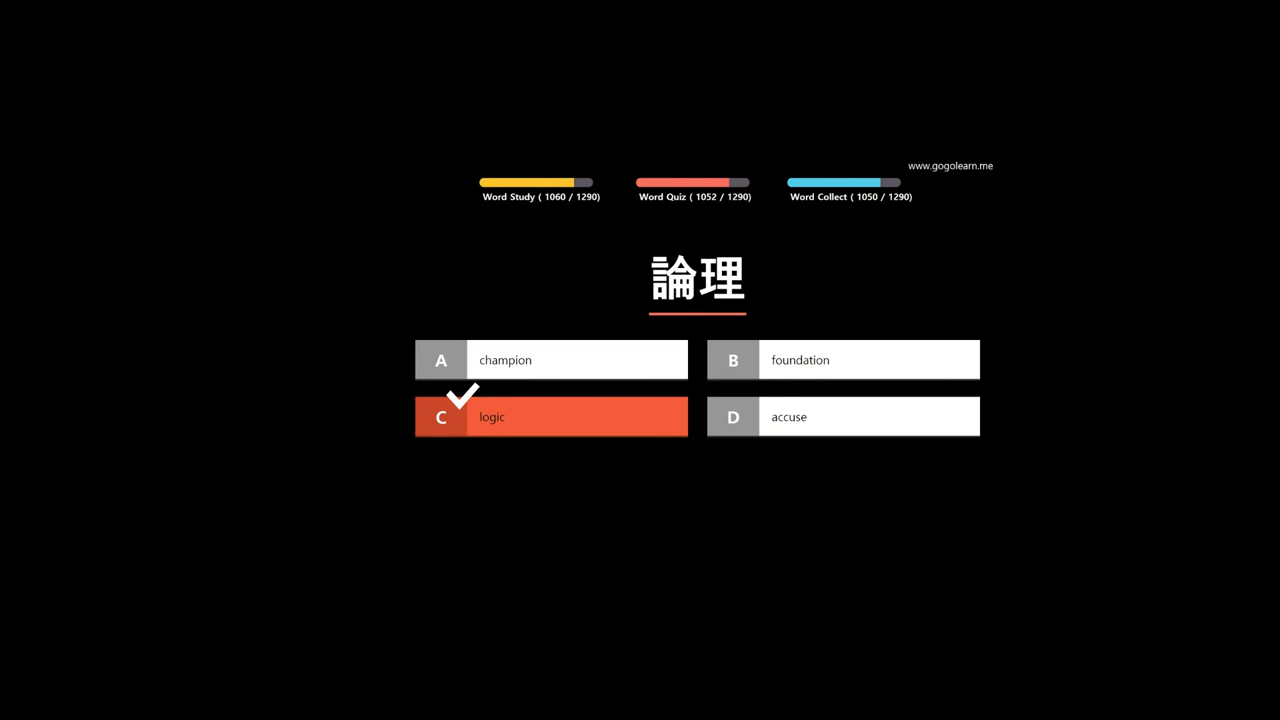 www.gogolearn.me
Word Study ( 1060 / 1290)
Word Quiz ( 1052 / 1290)
Word Collect ( 1050 / 1290)
論理
A champion
B foundation
C logic
D accuse